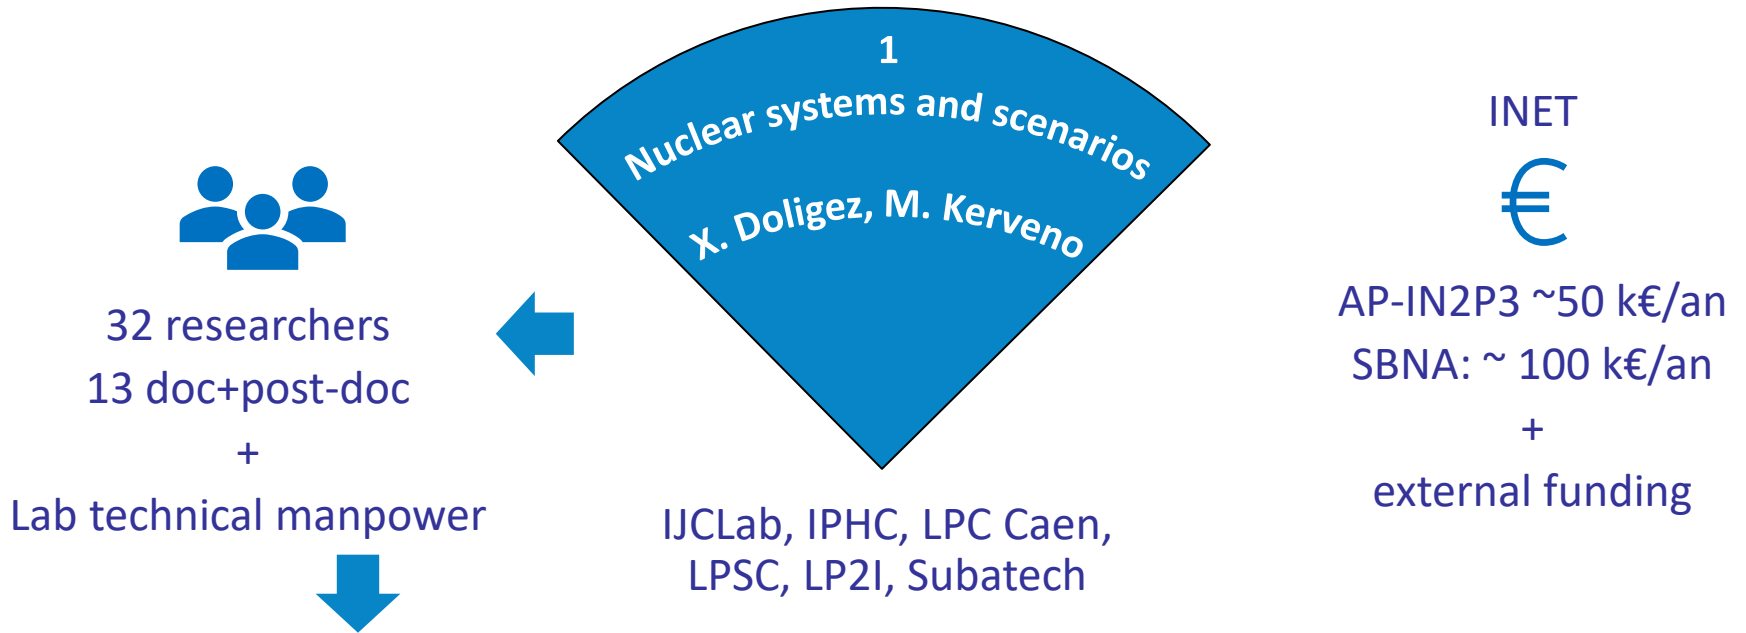 1
Nuclear systems and scenarios
X. Doligez, M. Kerveno
32 researchers
13 doc+post-doc
+
Lab technical manpower
IJCLab, IPHC, LPC Caen,
LPSC, LP2I, Subatech
INET
€
AP-IN2P3 ~50 k€/an
SBNA: ~ 100 k€/an
+
external funding